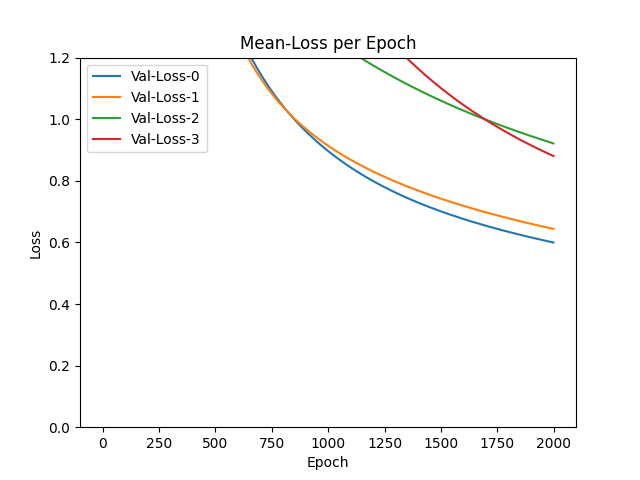 Mean-Loss per Epoch
1.2
1.0
0.8
0.6
0.4
0.2
0.0
Loss
Val-Loss-0
Val-Loss-1
Val-Loss-2
Val-Loss-3
0 250 500 750 1000 1250 1500 1750 2000
Epoch